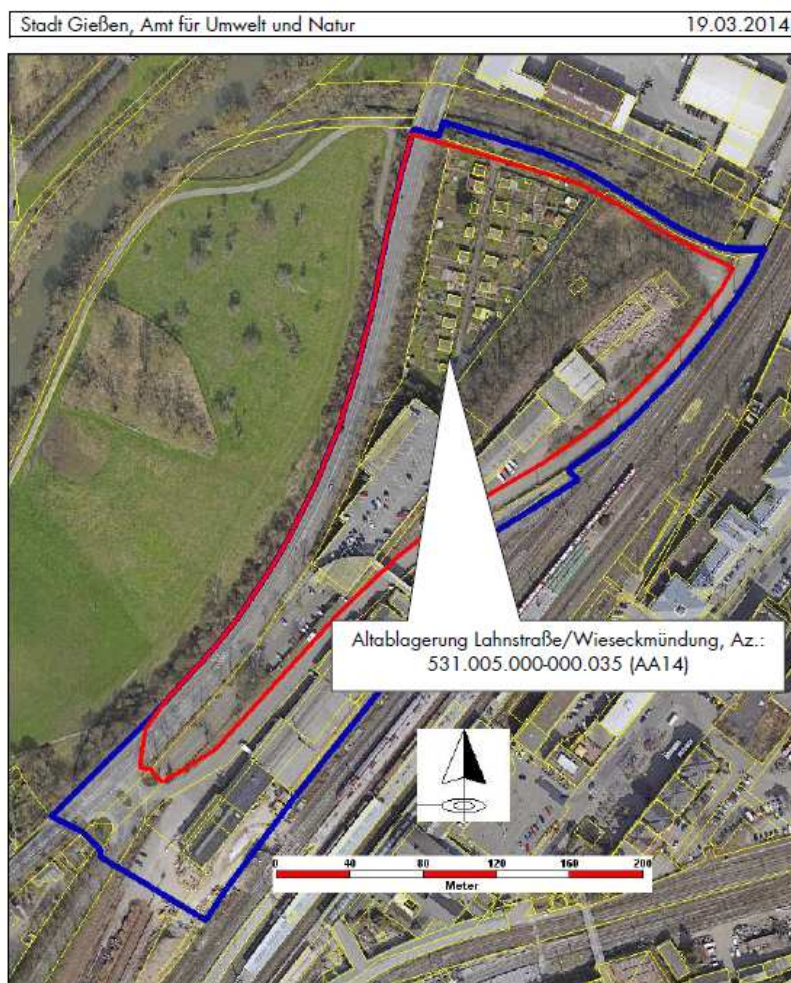 Stadt Gießen, Amt für Umwelt und Natur 19.03.2014
Altablagerung Lahnstraße/Wieseckmündung, Az.:
531.005.000-000.035 (AA14)
0 40 80 120 160 200
Meter